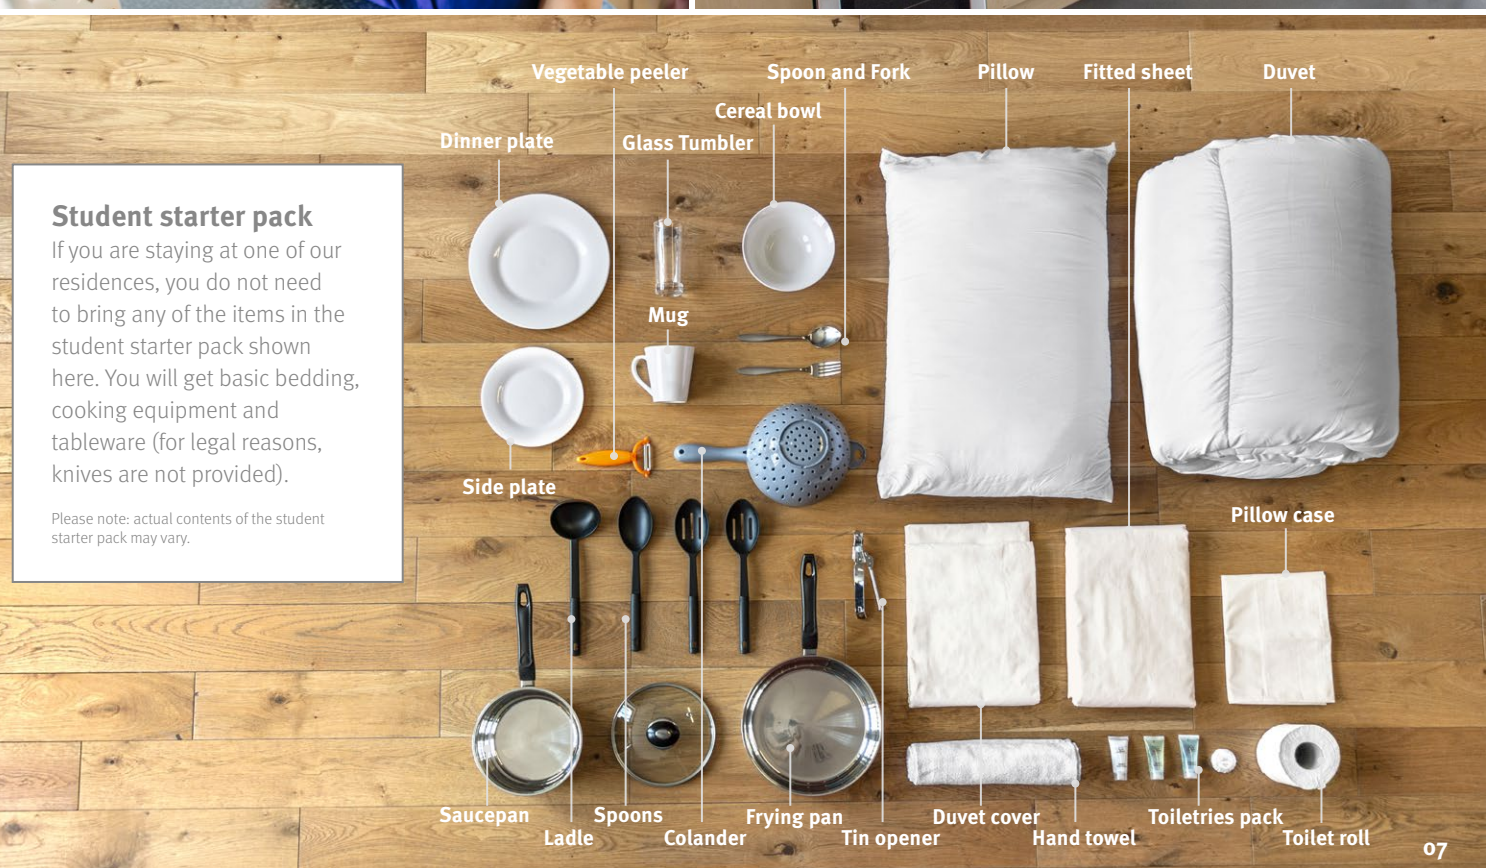 Vegetable peeler
Spoon and Fork
Pillow
Fitted sheet
Duvet
Cereal bowl
Dinner plate
Glass Tumbler
Student starter pack
If you are staying at one of our
residences, you do not need
to bring any of the items in the
student starter pack shown
here. You will get basic bedding,
cooking equipment and
tableware (for legal reasons,
knives are not provided).
Please note: actual contents of the student
starter pack may vary.
Mug
Side plate
Pillow case
Saucepan
Spoons
Frying pan
Duvet cover
Toiletries pack
Ladle
Colander
Tin opener
Hand towel
Toilet roll
07